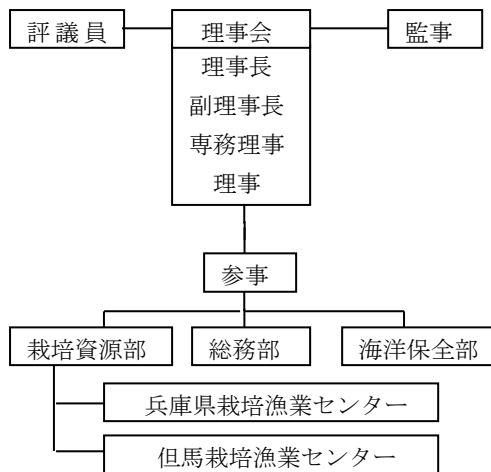 評議員
理事会
監事
理事長
副理事長
専務理事
理事
参事
栽培資源部
総務部
海洋保全部
兵庫県栽培漁業センター
但馬栽培漁業センター